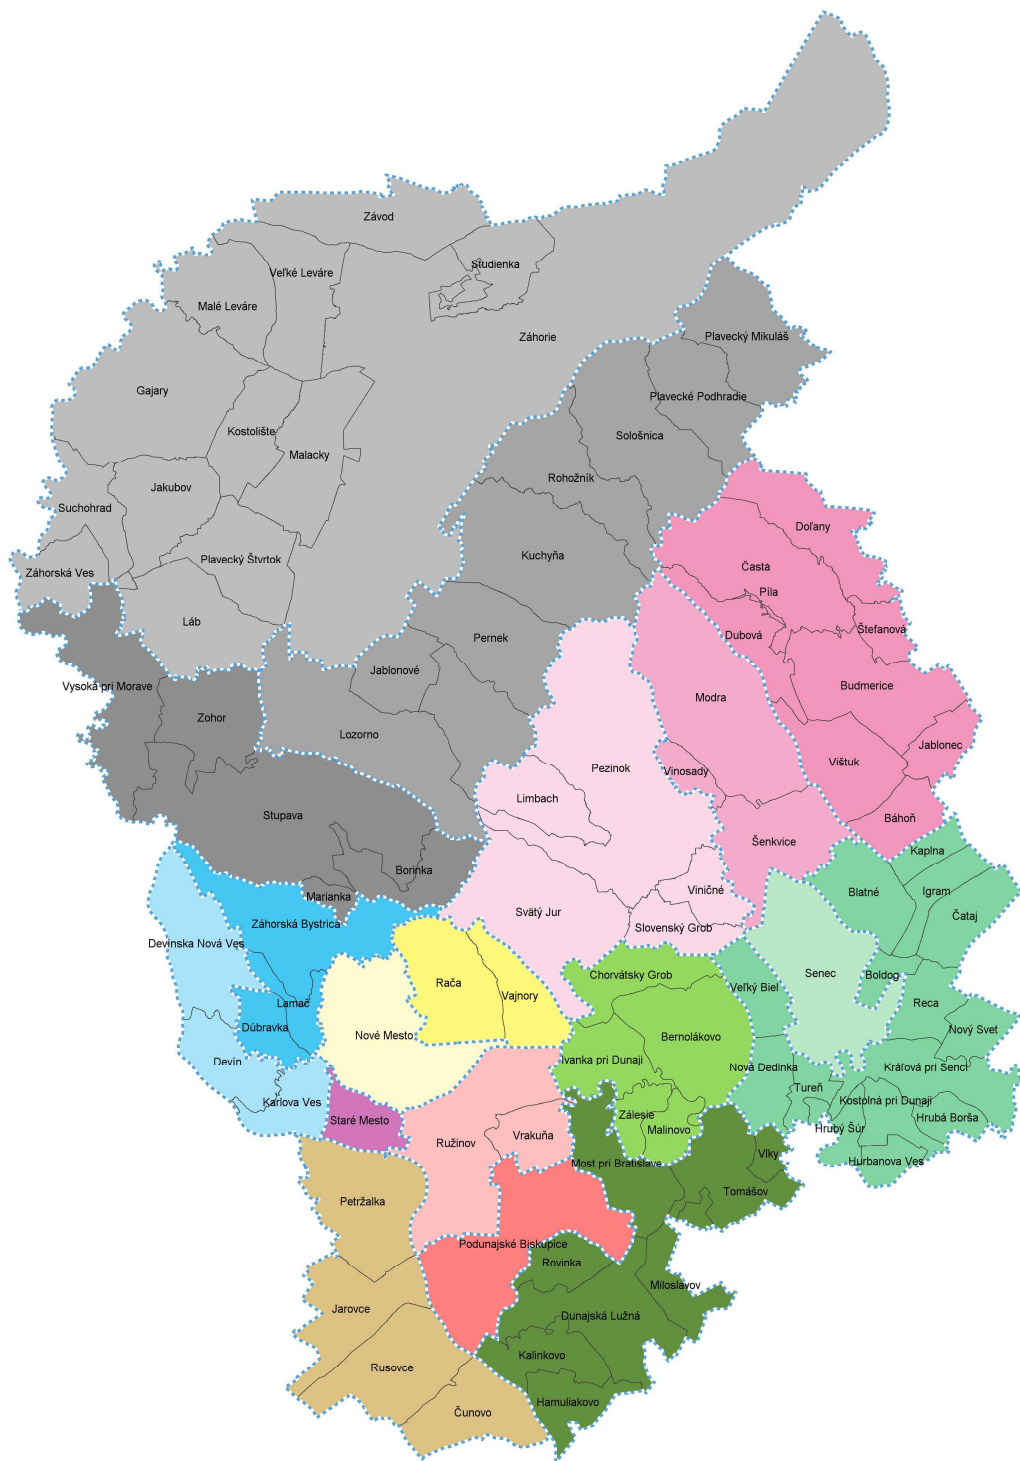 Závod
Studienka
Veľké Leváre
Malé Leváre
Záhorie
Plavecký Mikuláš
Gajary
Plavecké Podhradie
Kostolište
Sološnica
Malacky
Rohožník
Jakubov
Suchohrad
Doľany
Kuchyňa
Plavecký Štvrtok
Záhorská Ves
Častá
Píla
Láb
Štefanová
Dubová
Pernek
Jablonové
Vysoká pri Morave
Budmerice
Modra
Zohor
Lozorno
Jablonec
Vištuk
Pezinok
Vinosady
Limbach
Stupava
Báhoň
Šenkvice
Kaplna
Borinka
Marianka
Viničné
Blatné
Igram
Čataj
Svätý Jur
Záhorská Bystrica
Slovenský Grob
Devínska Nová Ves
Senec
Chorvátsky Grob
Boldog
Rača
Veľký Biel
Vajnory
Lamač
Reca
Dúbravka
Nové Mesto
Nový Svet
Bernolákovo
Devín
Ivanka pri Dunaji
Nová Dedinka
Kráľová pri Senci
Tureň
Karlova Ves
Kostolná pri Dunaji
Zálesie
Staré Mesto
Hrubá Borša
Malinovo
Hrubý Šúr
Ružinov
Vrakuňa
Vlky
Hurbanova Ves
Most pri Bratislave
Tomášov
Petržalka
Podunajské Biskupice
Rovinka
Miloslavov
Jarovce
Dunajská Lužná
Kalinkovo
Rusovce
Hamuliakovo
Čunovo